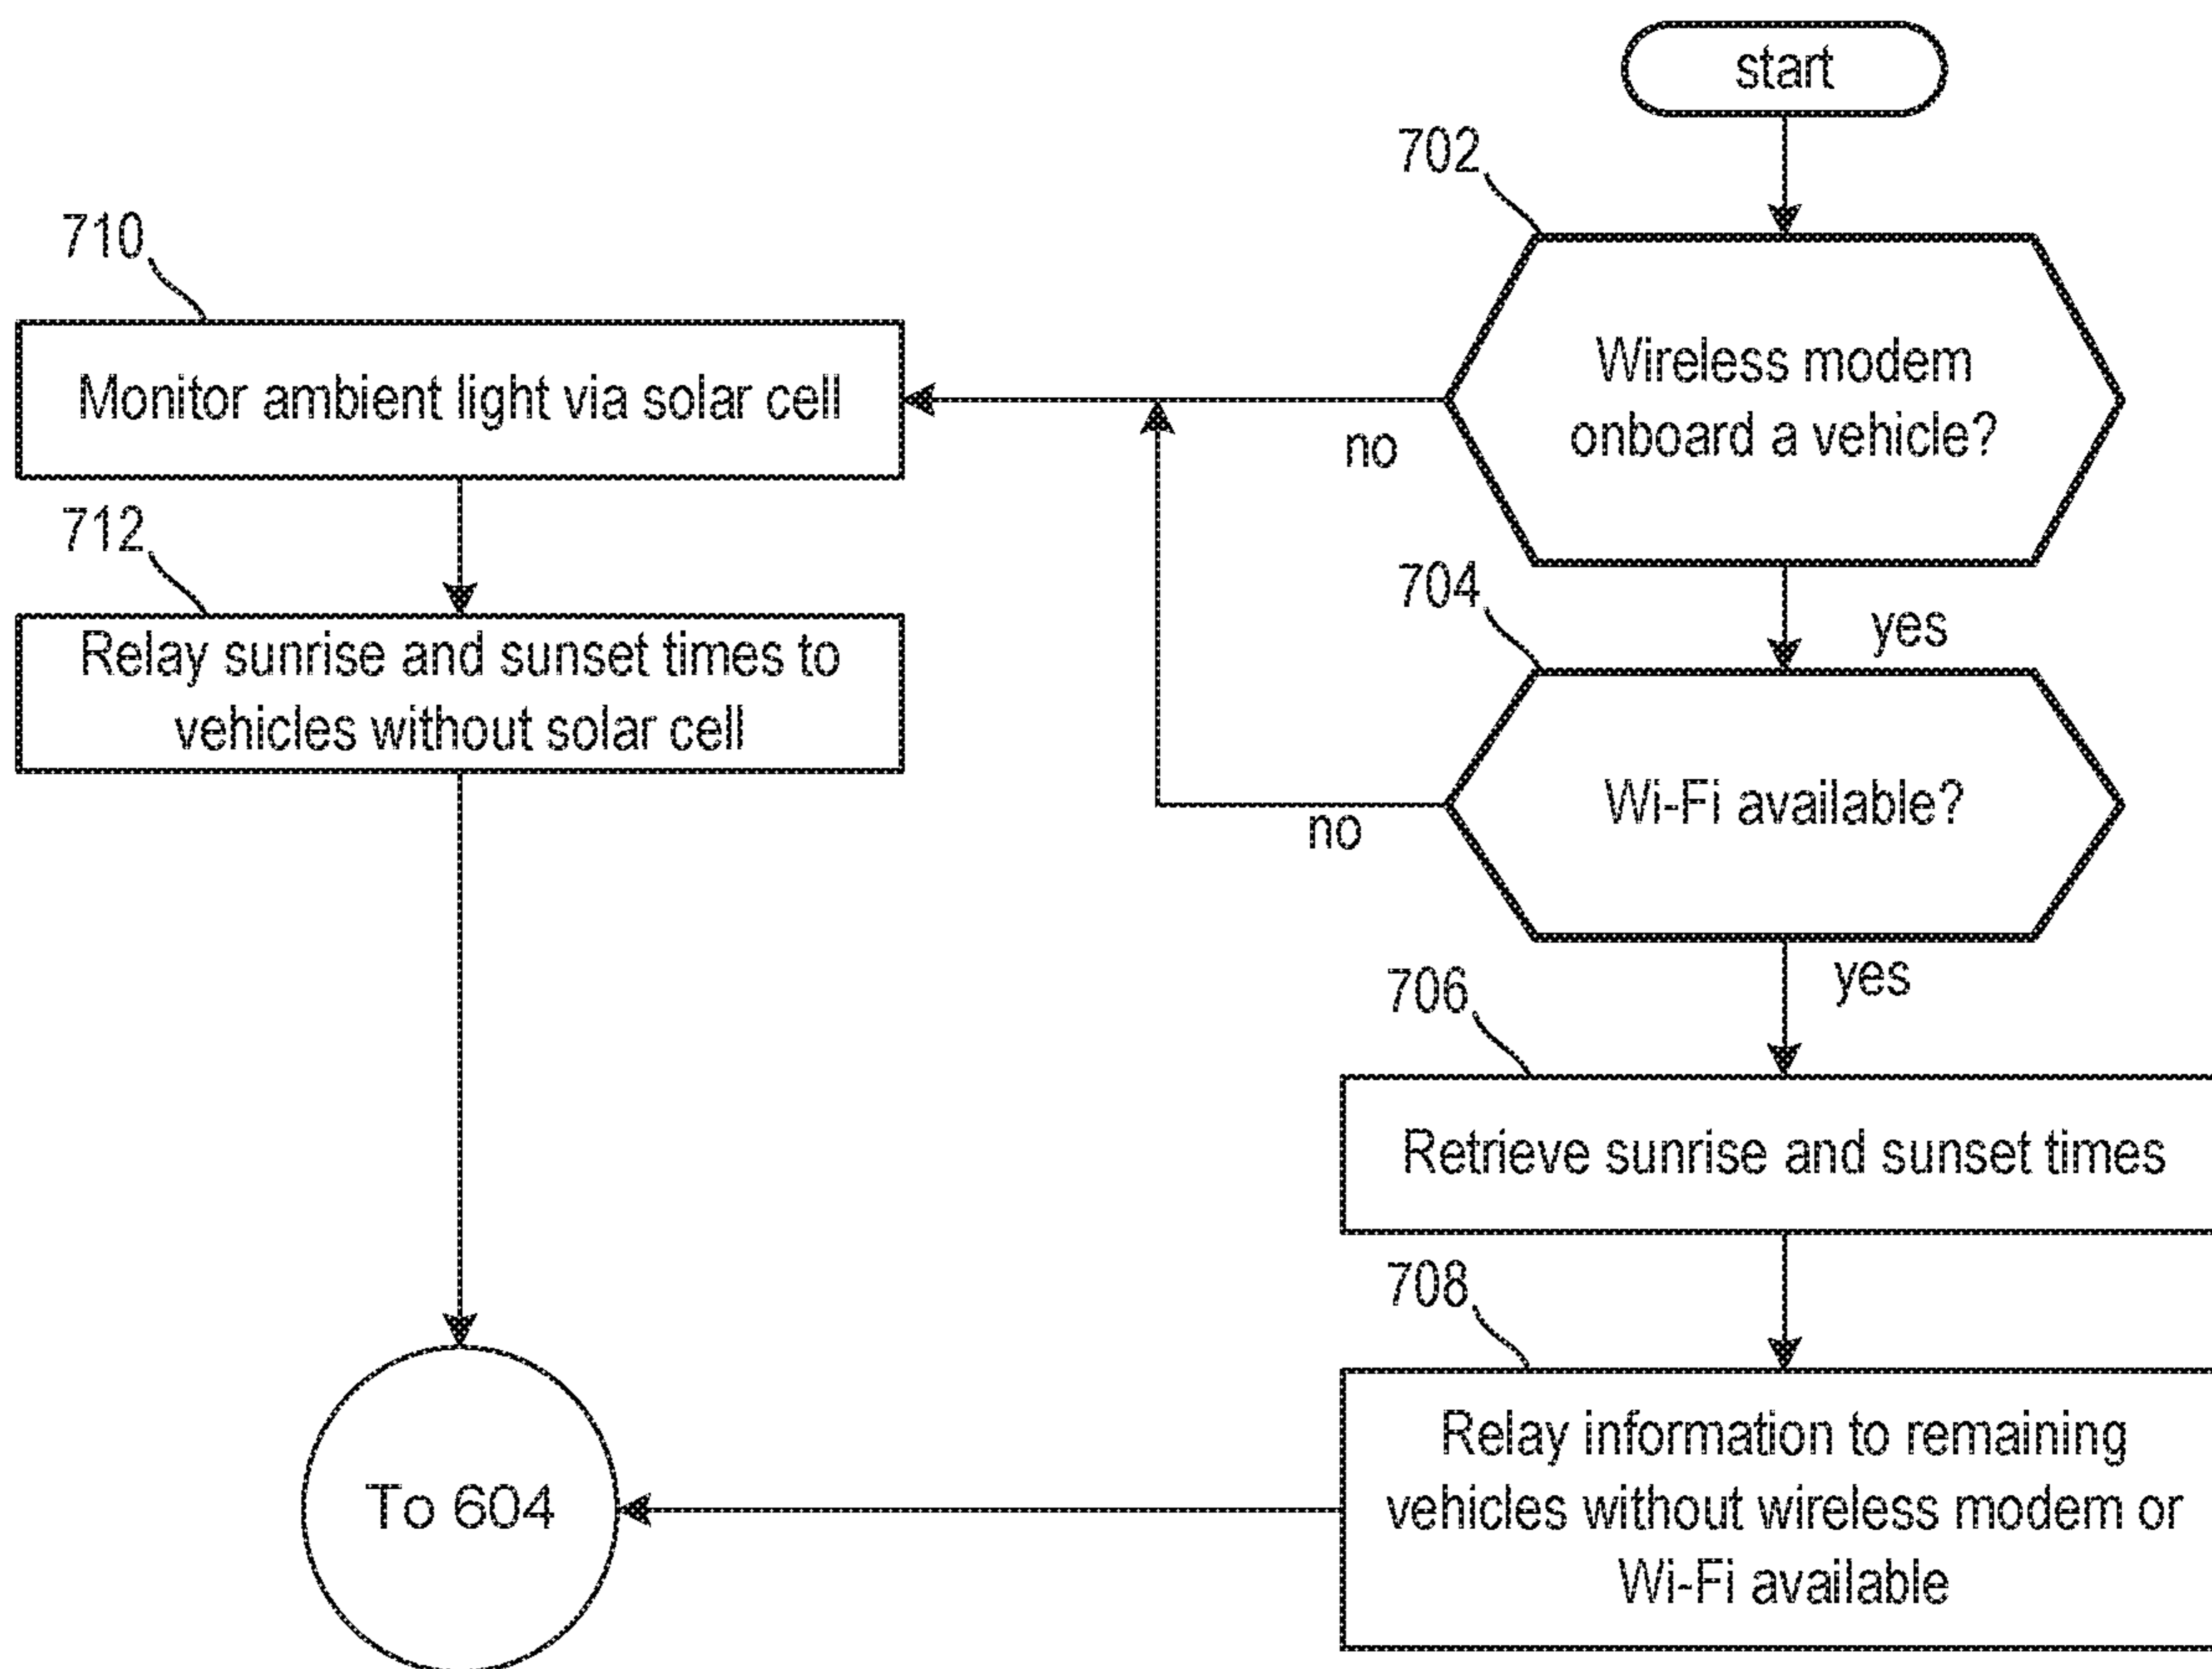 start
702
Wireless modem
onboard a vehicle?
no
yes
710
Monitor ambient light via solar cell
712
Relay sunrise and sunset times to
vehicles without solar cell
704
Wi-Fi available?
no
yes
706
Retrieve sunrise and sunset times
708
Relay information to remaining
vehicles without wireless modem or
Wi-Fi available
To 604